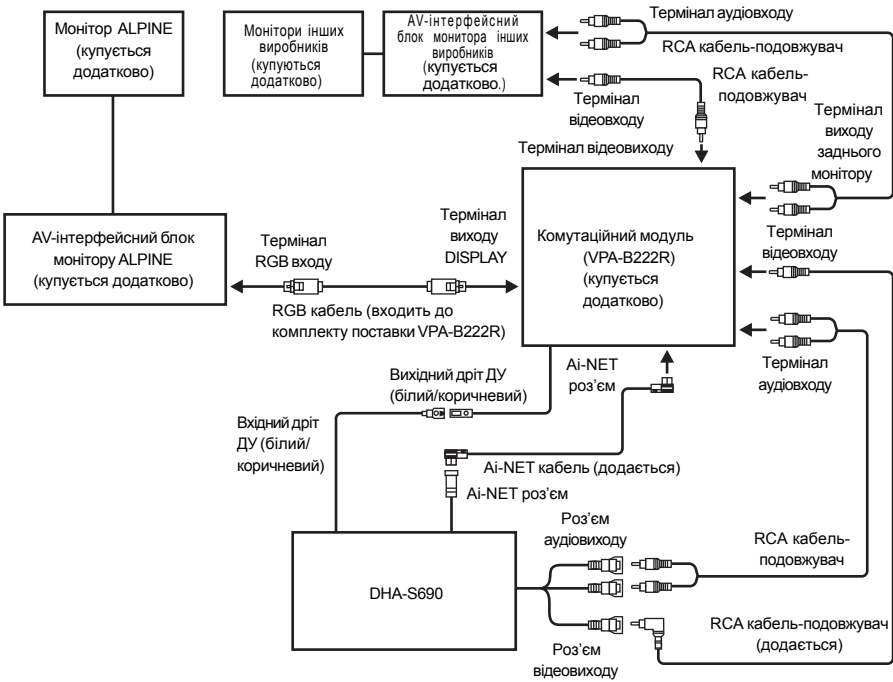 Монітор ALPINE
(купується
додатково)
Монітори інших
виробників
(купуються
додатково)
AV-інтерфейсний
блок монитора інших
виробників
(купується
додатково.)
Термінал аудіовходу
RCA кабель-подовжувач
RCA кабель-
подовжувач
Термінал
відеовходу
Термінал відеовиходу
Термінал
виходу
заднього
монітору
AV-інтерфейсний блок
монітору ALPINE
(купується додатково)
Термінал
RGB входу
Термінал
виходу
DISPLAY
RGB кабель (входить до
комплекту поставки VPA-B222R)
Комутаційний модуль
(VPA-B222R)
(купується
додатково)
Термінал
відеовходу
Термінал
аудіовходу
Вихідний дріт ДУ
(білий/коричневий)
Ai-NET
роз’єм
Вхідний дріт
ДУ (білий/
коричневий)
Ai-NET кабель (додається)
Ai-NET роз’єм
DHA-S690
Роз’єм
аудіовиходу
RCA кабель-
подовжувач
RCA кабель-подовжувач
(додається)
Роз’єм
відеовиходу